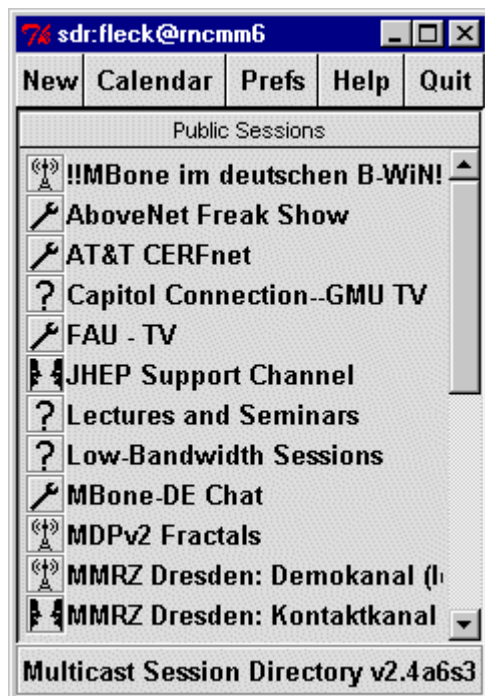 sdr:fleck@rncmm6
New Calendar Prefs Help Quit
Public Sessions
!!MBone im deutschen B-WiN!
AboveNet Freak Show
AT&T CERFnet
? Capitol Connection--GMU TV
FAU - TV
JHEP Support Channel
? Lectures and Seminars
? Low-Bandwidth Sessions
MBone-DE Chat
MDPv2 Fractals
MMRZ Dresden: Demokanal
MMRZ Dresden: Kontaktkanal
Multicast Session Directory v2.4a6s3